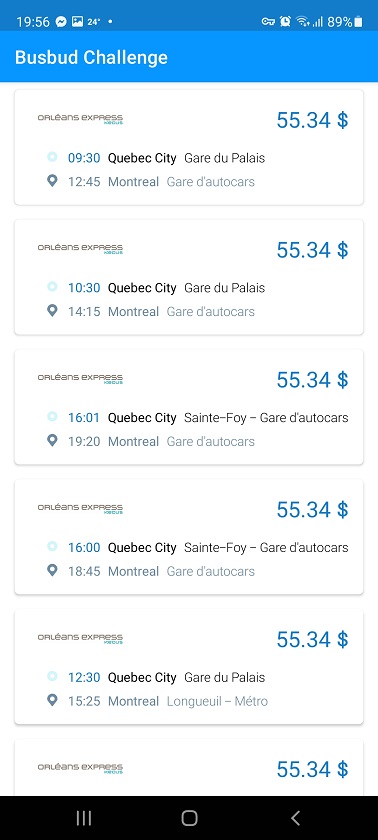 19:56 24° 89%
Busbud Challenge
ORLÉANS EXPRESS
KEOLIS
55.34 $
09:30 Quebec City Gare du Palais
12:45 Montreal Gare d'autocars
ORLÉANS EXPRESS
KEOLIS
55.34 $
10:30 Quebec City Gare du Palais
14:15 Montreal Gare d'autocars
ORLÉANS EXPRESS
KEOLIS
55.34 $
16:01 Quebec City Sainte-Foy – Gare d'autocars
19:20 Montreal Gare d'autocars
ORLÉANS EXPRESS
KEOLIS
55.34 $
16:00 Quebec City Sainte-Foy – Gare d'autocars
18:45 Montreal Gare d'autocars
ORLÉANS EXPRESS
KEOLIS
55.34 $
12:30 Quebec City Gare du Palais
15:25 Montreal Longueuil – Métro
ORLÉANS EXPRESS
KEOLIS
55.34 $